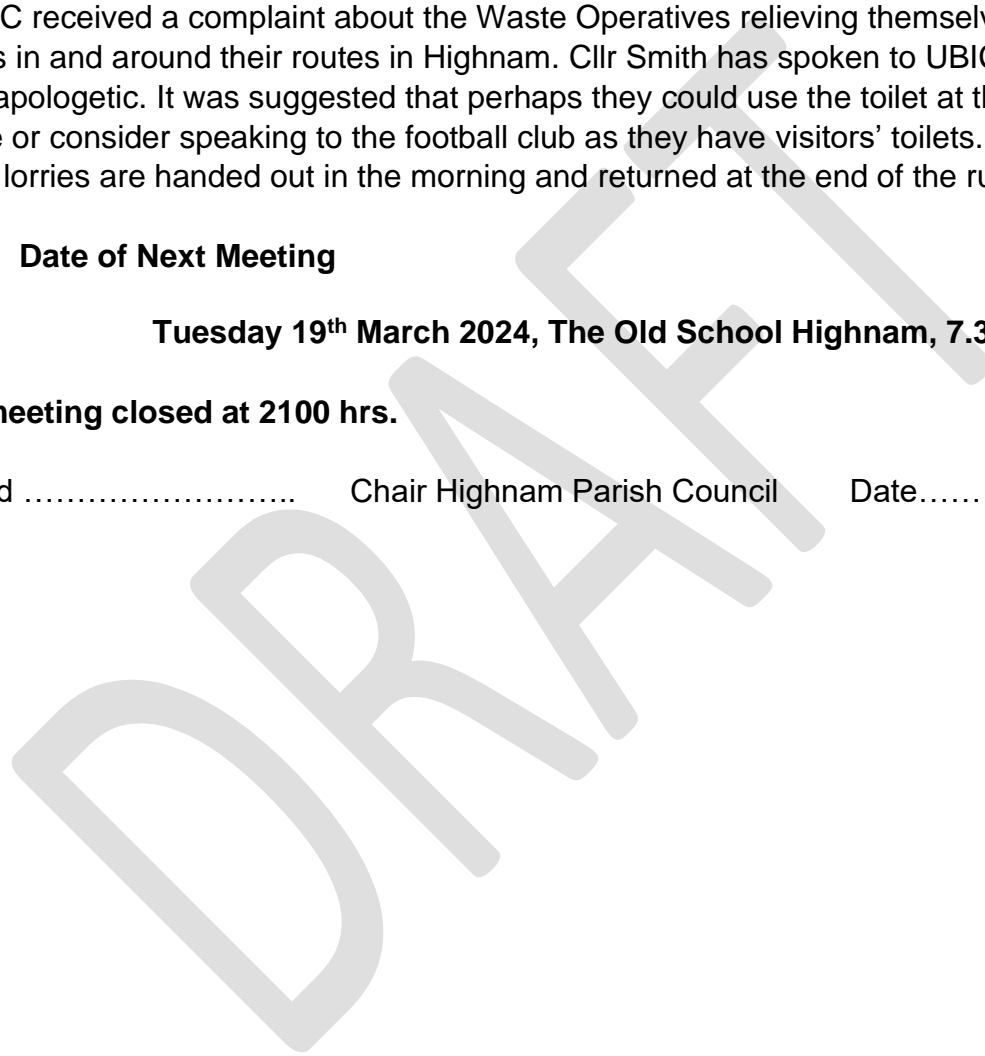 C received a complaint about the Waste Operatives relieving themselv
s in and around their routes in Highnam. Cllr Smith has spoken to UBIC
apologetic. It was suggested that perhaps they could use the toilet at th
e or consider speaking to the football club as they have visitors’ toilets.
lorries are handed out in the morning and returned at the end of the ru
Date of Next Meeting
Tuesday 19th March 2024, The Old School Highnam, 7.3
meeting closed at 2100 hrs.
d …………………….. Chair Highnam Parish Council Date……
DRAFT